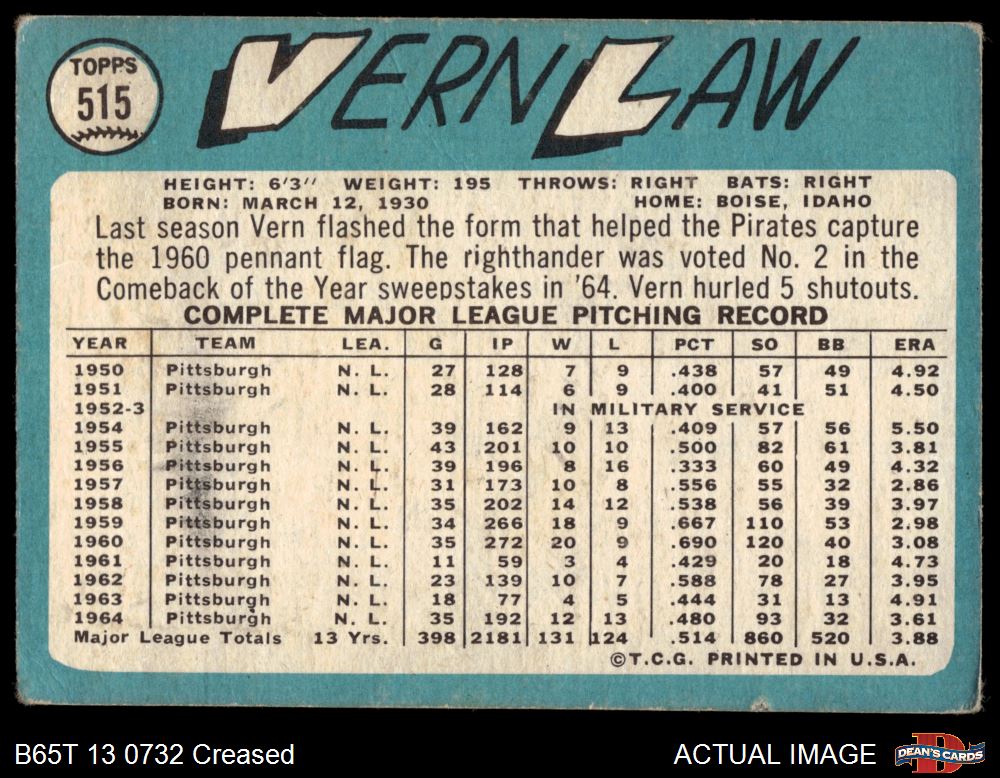 TOPPS
515
VERN LAW
HEIGHT: 6'3'' WEIGHT: 195 THROWS: RIGHT BATS: RIGHT
BORN: MARCH 12, 1930 HOME: BOISE, IDAHO
Last season Vern flashed the form that helped the Pirates capture
the 1960 pennant flag. The righthander was voted No. 2 in the
Comeback of the Year sweepstakes in '64. Vern hurled 5 shutouts.
COMPLETE MAJOR LEAGUE PITCHING RECORD
YEAR TEAM LEA. G IP W L PCT SO BB ERA
1950 Pittsburgh N. L. 27 128 7 9 .438 57 49 4.92
1951 Pittsburgh N. L. 28 114 6 9 .400 41 51 4.50
1952-3 IN MILITARY SERVICE
1954 Pittsburgh N. L. 39 162 9 13 .409 57 56 5.50
1955 Pittsburgh N. L. 43 201 10 10 .500 82 61 3.81
1956 Pittsburgh N. L. 39 196 8 16 .333 60 49 4.32
1957 Pittsburgh N. L. 31 173 10 8 .556 55 32 2.86
1958 Pittsburgh N. L. 35 202 14 12 .538 56 39 3.97
1959 Pittsburgh N. L. 34 266 18 9 .667 110 53 2.98
1960 Pittsburgh N. L. 35 272 20 9 .690 120 40 3.08
1961 Pittsburgh N. L. 11 59 3 4 .429 20 18 4.73
1962 Pittsburgh N. L. 23 139 10 7 .588 78 27 3.95
1963 Pittsburgh N. L. 18 77 4 5 .444 31 13 4.91
1964 Pittsburgh N. L. 35 192 12 13 .480 93 32 3.61
Major League Totals 13 Yrs. 398 2181 131 124 .514 860 520 3.88
©T.C.G. PRINTED IN U.S.A.
B65T 13 0732 Creased ACTUAL IMAGE DEAN'S CARDS